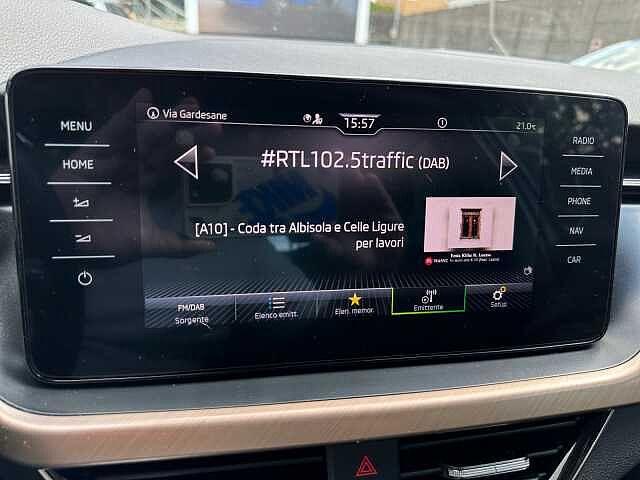 Via Gardesane
15:57
21.0°C
MENU
HOME
RADIO
MEDIA
PHONE
NAV
CAR
#RTL102.5traffic (DAB)
[A10] - Coda tra Albisola e Celle Ligure
per lavori
FM/DAB
Sorgente
Elenco emitt.
Elen. memor.
Emittente
Setup